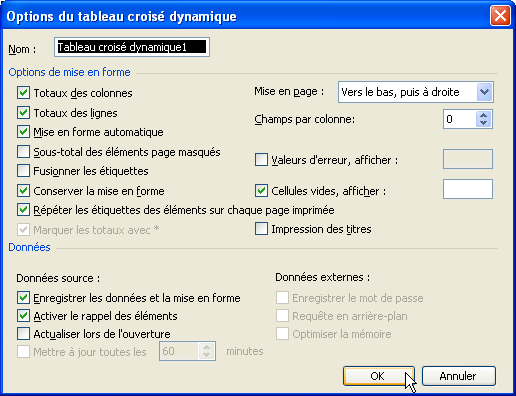 Options du tableau croisé dynamique
Nom : Tableau croisé dynamique1
Options de mise en forme
Totaux des colonnes
Mise en page : Vers le bas, puis à droite
Totaux des lignes
Champs par colonne: 0
Mise en forme automatique
Sous-total des éléments page masqués
Valeurs d'erreur, afficher :
Fusionner les étiquettes
Conserver la mise en forme
Cellules vides, afficher :
Répéter les étiquettes des éléments sur chaque page imprimée
Marquer les totaux avec *
Impression des titres
Données
Données source :
Données externes :
Enregistrer les données et la mise en forme
Enregistrer le mot de passe
Activer le rappel des éléments
Requête en arrière-plan
Actualiser lors de l'ouverture
Optimiser la mémoire
Mettre à jour toutes les 60 minutes
OK
Annuler